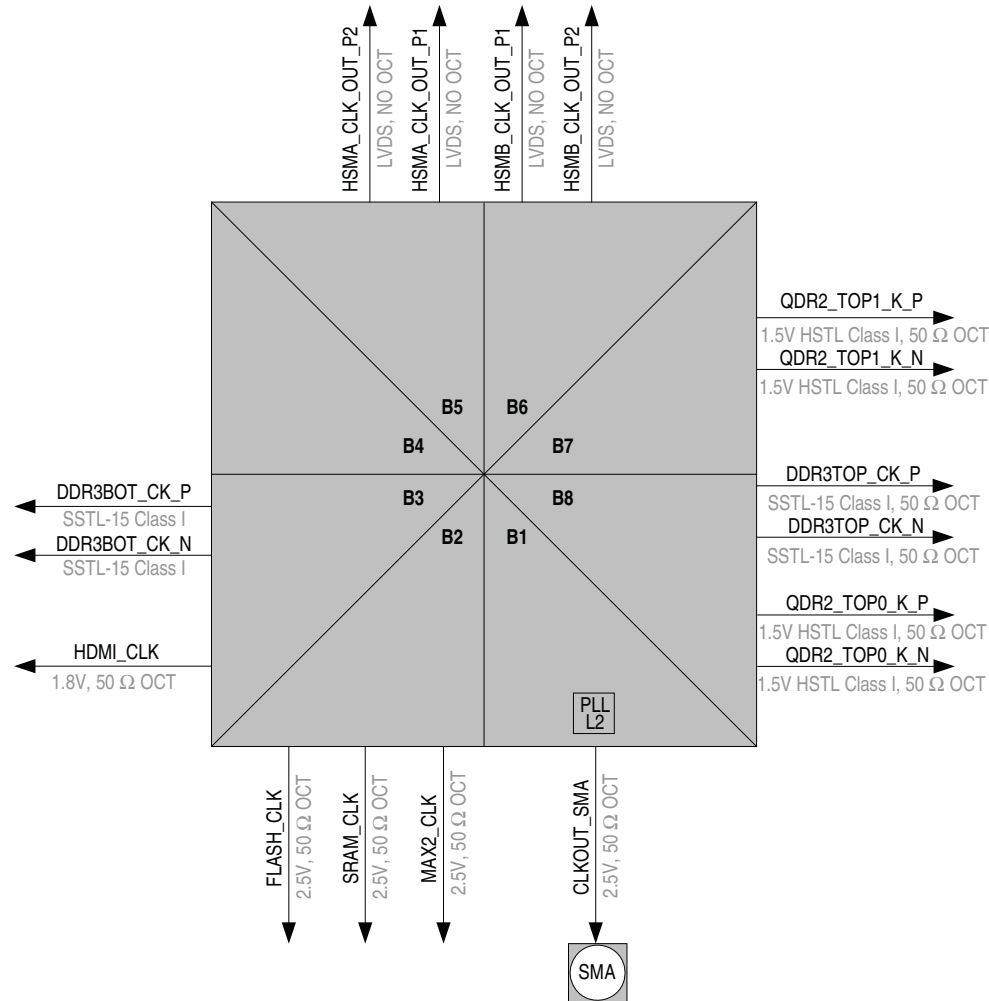 HSMA_CLK_OUT_P2
LVDS, NO OCT
HSMA_CLK_OUT_P1
LVDS, NO OCT
HSMB_CLK_OUT_P1
LVDS, NO OCT
HSMB_CLK_OUT_P2
LVDS, NO OCT
QDR2_TOP1_K_P
1.5V HSTL Class I, 50 Ω OCT
QDR2_TOP1_K_N
1.5V HSTL Class I, 50 Ω OCT
B5
B6
B4
B7
DDR3BOT_CK_P
SSTL-15 Class I
DDR3BOT_CK_N
SSTL-15 Class I
B3
B8
B2
B1
DDR3TOP_CK_P
SSTL-15 Class I, 50 Ω OCT
DDR3TOP_CK_N
SSTL-15 Class I, 50 Ω OCT
QDR2_TOP0_K_P
1.5V HSTL Class I, 50 Ω OCT
QDR2_TOP0_K_N
1.5V HSTL Class I, 50 Ω OCT
HDMI_CLK
1.8V, 50 Ω OCT
PLL
L2
FLASH_CLK
2.5V, 50 Ω OCT
SRAM_CLK
2.5V, 50 Ω OCT
MAX2_CLK
2.5V, 50 Ω OCT
CLKOUT_SMA
2.5V, 50 Ω OCT
SMA